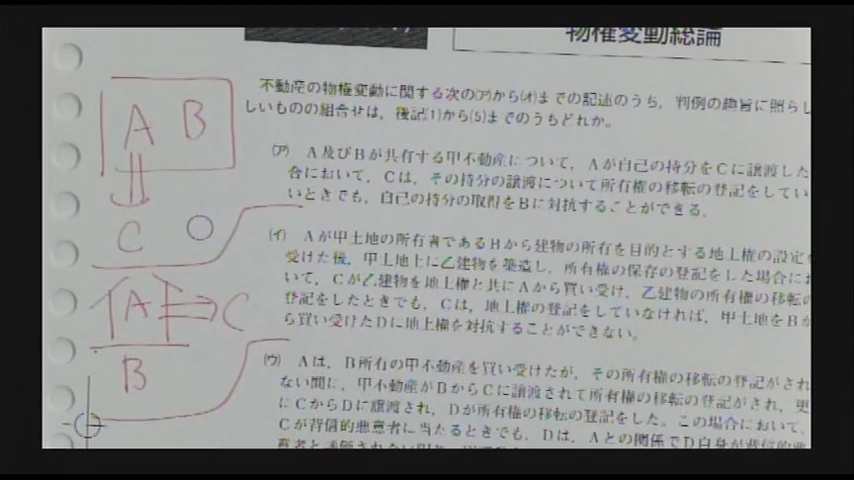 物権変動総論
不動産の物権変動に関する次の(ア)から(オ)までの記述のうち，判例の趣旨に照らし
しいものの組合せは，後記(1)から(5)までのうちどれか。
(ア) A及びBが共有する甲不動産について，Aが自己の持分をCに譲渡した
合において，Cは，その持分の譲渡について所有権の移転の登記をしてい
いときでも，自己の持分の取得をBに対抗することができる。
(イ) Aが甲土地の所有者であるBから建物の所有を目的とする地上権の設定
受けた後，甲土地上に乙建物を築造し，所有権の保存の登記をした場合に
いて，Cが乙建物を地上権と共にAから買い受け，乙建物の所有権の移転の
登記をしたときでも，Cは，地上権の登記をしていなければ，甲土地をBか
ら買い受けたDに地上権を対抗することができない。
(ウ) Aは，B所有の甲不動産を買い受けたが，その所有権の移転の登記がされ
ない間に，甲不動産がBからCに譲渡されて所有権の移転の登記がされ，更
にCからDに譲渡され，Dが所有権の移転の登記をした。この場合において，
Cが背信的悪意者に当たるときでも，Dは，Aとの関係でD自身が背信的悪
A B
C
A C
B